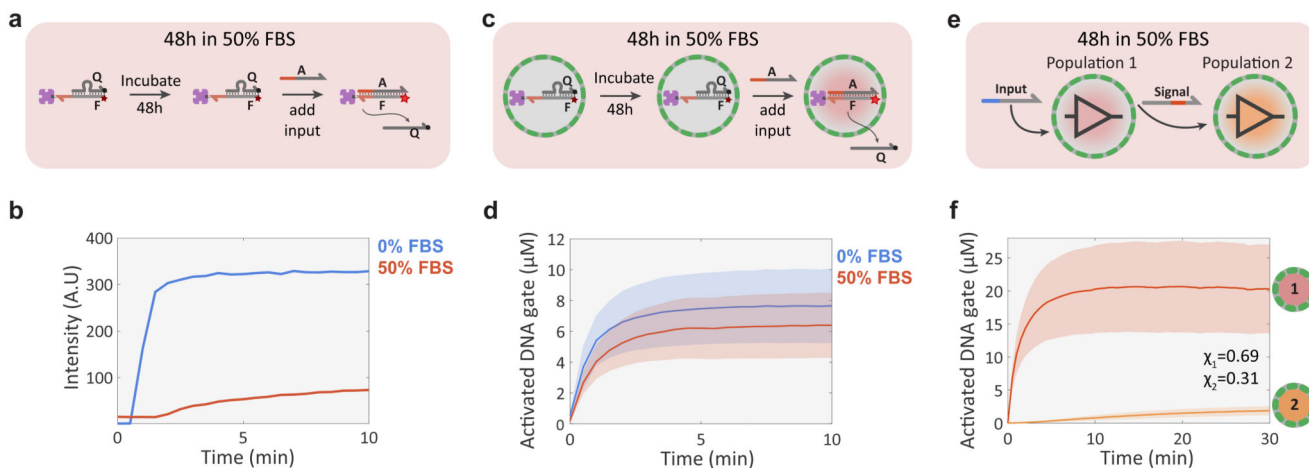 a
48h in 50% FBS
Q
F
Incubate
48h
Q
F
A
add
input
A
F
Q
c
48h in 50% FBS
Q
F
Incubate
48h
Q
F
A
add
input
A
F
Q
e
48h in 50% FBS
Population 1
Population 2
Input
Signal
b
0% FBS
50% FBS
Intensity (A.U)
400
300
200
100
0
5
10
Time (min)
d
0% FBS
50% FBS
Activated DNA gate (µM)
12
10
8
6
4
2
0
0
5
10
Time (min)
f
Activated DNA gate (µM)
25
20
15
10
5
0
0
10
20
30
Time (min)
χ₁=0.69
χ₂=0.31
1
2